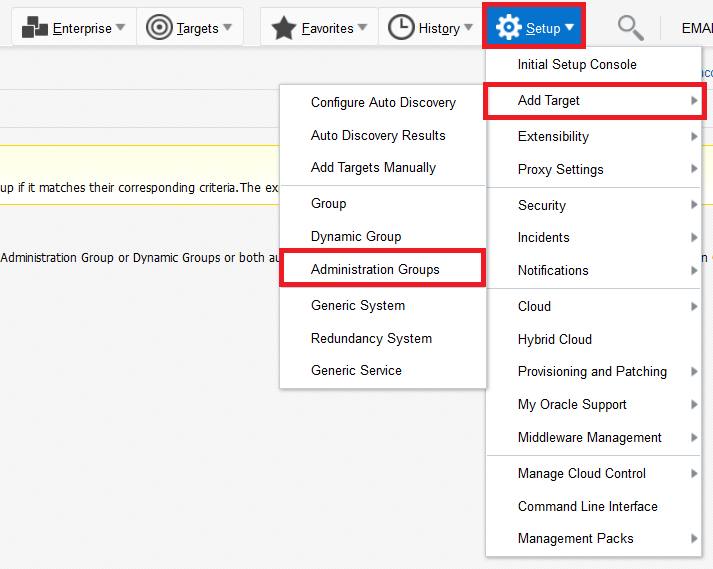 Enterprise Targets Favorites History Setup EMA
Initial Setup Console
Add Target
Configure Auto Discovery
Extensibility
Auto Discovery Results
Proxy Settings
Add Targets Manually
up if it matches their corresponding criteria.The ex
Group
Security
Dynamic Group
Incidents
Administration Group or Dynamic Groups or both au
Administration Groups
Notifications
Generic System
Cloud
Redundancy System
Hybrid Cloud
Generic Service
Provisioning and Patching
My Oracle Support
Middleware Management
Manage Cloud Control
Command Line Interface
Management Packs